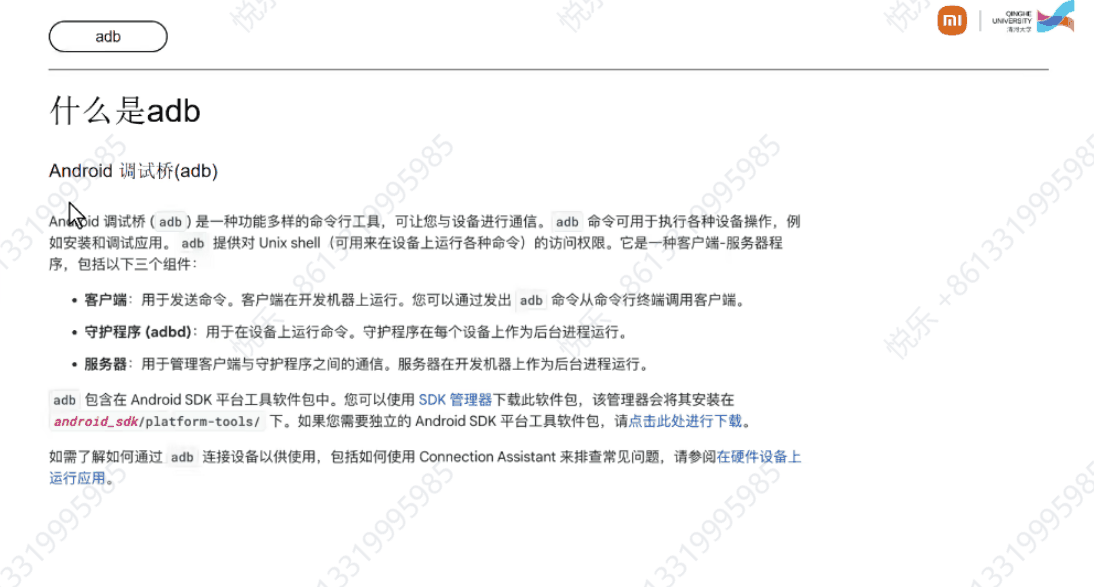 adb
QINGHE
UNIVERSITY
清河大学
什么是adb
Android 调试桥(adb)
Android 调试桥 ( adb ) 是一种功能多样的命令行工具，可让您与设备进行通信。 adb 命令可用于执行各种设备操作，例
如安装和调试应用。 adb 提供对 Unix shell（可用来在设备上运行各种命令）的访问权限。它是一种客户端-服务器程
序，包括以下三个组件：
• 客户端：用于发送命令。客户端在开发机器上运行。您可以通过发出 adb 命令从命令行终端调用客户端。
• 守护程序 (adbd)：用于在设备上运行命令。守护程序在每个设备上作为后台进程运行。
• 服务器：用于管理客户端与守护程序之间的通信。服务器在开发机器上作为后台进程运行。
adb 包含在 Android SDK 平台工具软件包中。您可以使用 SDK 管理器下载此软件包，该管理器会将其安装在
android_sdk/platform-tools/ 下。如果您需要独立的 Android SDK 平台工具软件包，请点击此处进行下载。
如需了解如何通过 adb 连接设备以供使用，包括如何使用 Connection Assistant 来排查常见问题，请参阅在硬件设备上
运行应用。
悦乐 +8613319995985